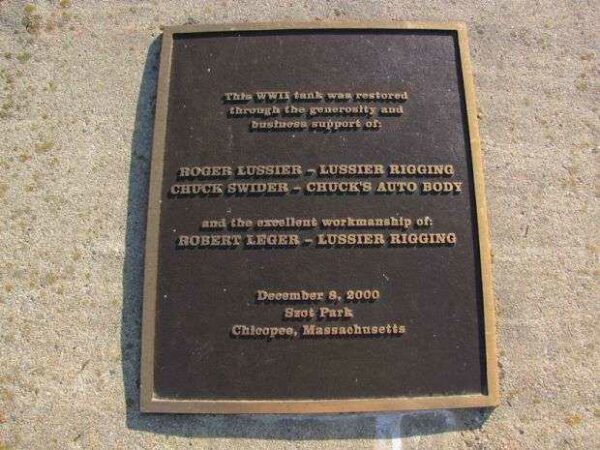 This WWII tank was restored
through the generosity and
business support of:
ROGER LUSSIER – LUSSIER RIGGING
CHUCK SWIDER – CHUCK'S AUTO BODY
and the excellent workmanship of:
ROBERT LEGER – LUSSIER RIGGING
December 8, 2000
Szot Park
Chicopee, Massachusetts